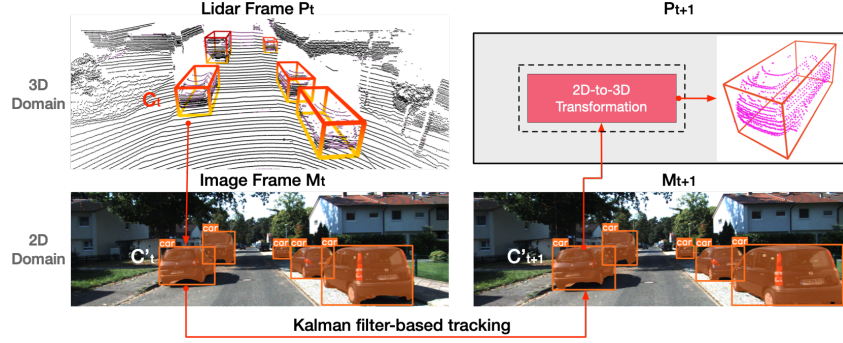 Lidar Frame Pt
Pt+1
3D
Domain
Ct
2D-to-3D
Transformation
Image Frame Mt
Mt+1
2D
Domain
C't
car
car
car
car
car
C't+1
car
car
car
car
car
Kalman filter-based tracking